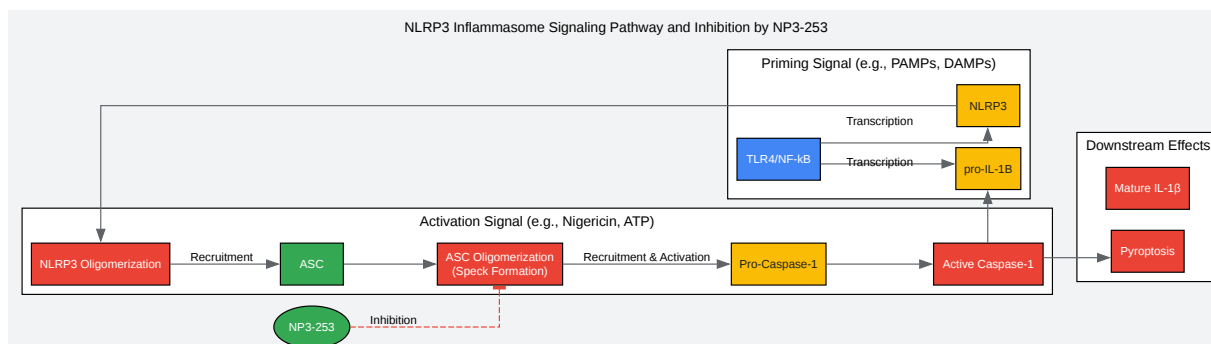 NLRP3 Inflammasome Signaling Pathway and Inhibition by NP3-253
Priming Signal (e.g., PAMPs, DAMPs)
NLRP3
Transcription
TLR4/NF-kB
Transcription
pro-IL-1B
Downstream Effects
Mature IL-1β
Pyroptosis
Activation Signal (e.g., Nigericin, ATP)
NLRP3 Oligomerization
Recruitment
ASC
ASC Oligomerization
(Speck Formation)
Recruitment & Activation
Pro-Caspase-1
Active Caspase-1
NP3-253
Inhibition